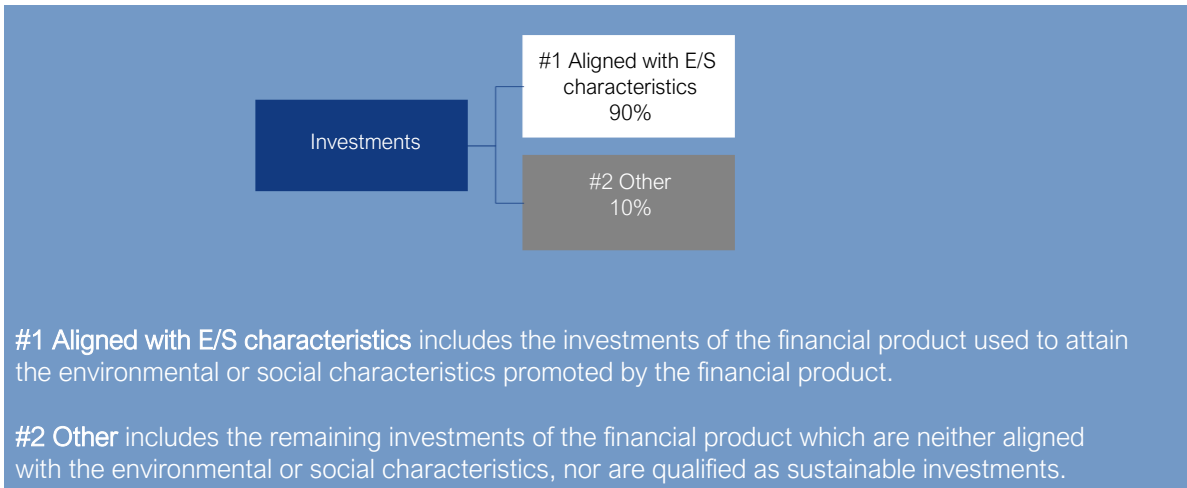 #1 Aligned with E/S
characteristics
90%
Investments
#2 Other
10%
#1 Aligned with E/S characteristics includes the investments of the financial product used to attain
the environmental or social characteristics promoted by the financial product.
#2 Other includes the remaining investments of the financial product which are neither aligned
with the environmental or social characteristics, nor are qualified as sustainable investments.